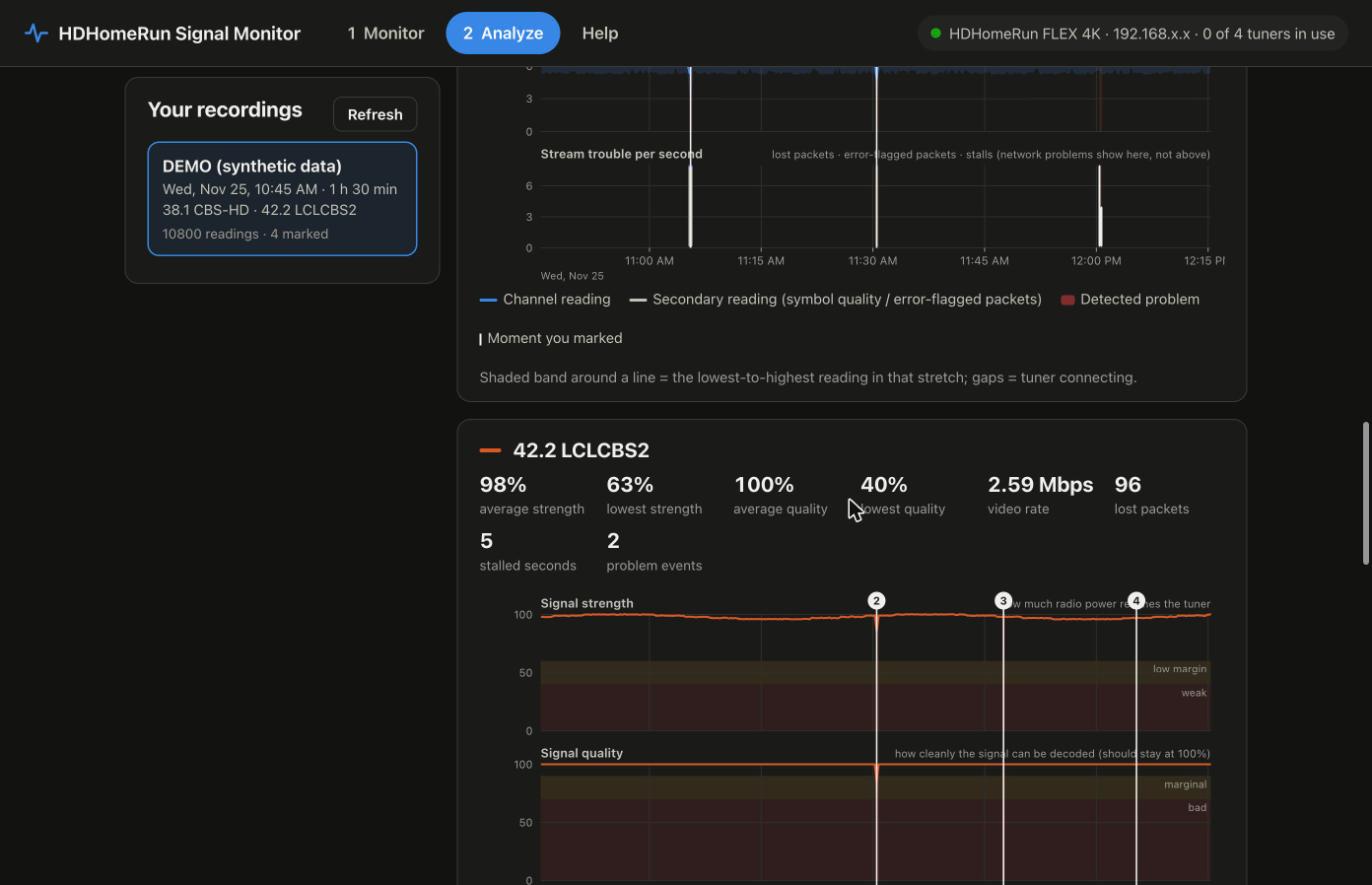 HDHomeRun Signal Monitor
1 Monitor
2 Analyze
Help
HDHomeRun FLEX 4K · 192.168.x.x · 0 of 4 tuners in use
Your recordings
Refresh
DEMO (synthetic data)
Wed, Nov 25, 10:45 AM · 1 h 30 min
38.1 CBS-HD · 42.2 LCLCBS2
10800 readings · 4 marked
3
0
Stream trouble per second
lost packets · error-flagged packets · stalls (network problems show here, not above)
6
3
0
11:00 AM 11:15 AM 11:30 AM 11:45 AM 12:00 PM 12:15 P
Wed, Nov 25
Channel reading
Secondary reading (symbol quality / error-flagged packets)
Detected problem
Moment you marked
Shaded band around a line = the lowest-to-highest reading in that stretch; gaps = tuner connecting.
42.2 LCLCBS2
98% 63% 100% 40% 2.59 Mbps 96
average strength lowest strength average quality lowest quality video rate lost packets
5 2
stalled seconds problem events
Signal strength
2 3 4
w much radio power re hes the tuner
100
50
0
low margin
weak
Signal quality
how cleanly the signal can be decoded (should stay at 100%)
100
50
0
marginal
bad